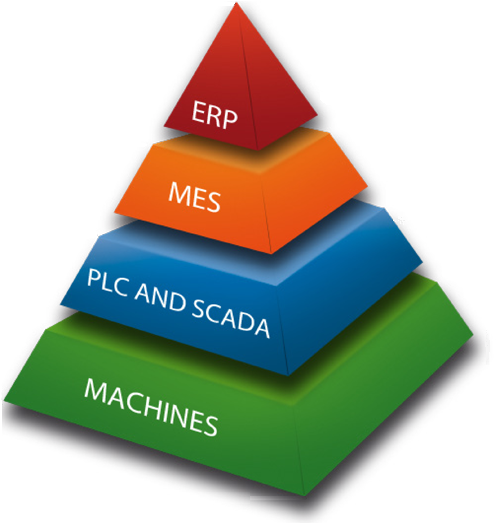 ERP
MES
PLC AND SCADA
MACHINES